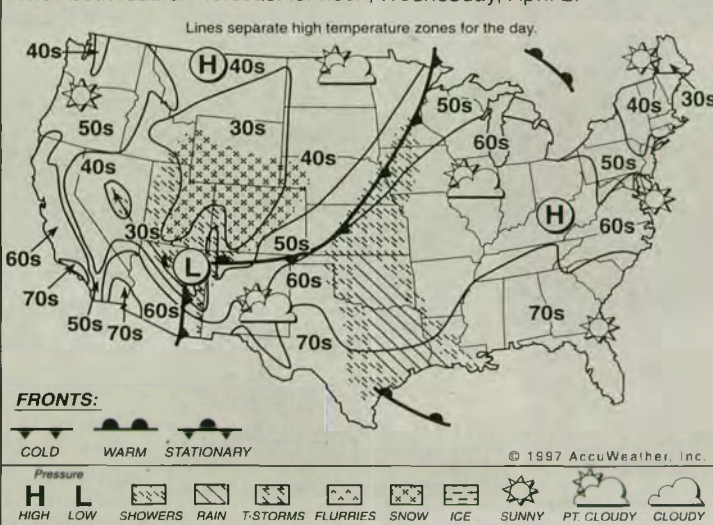 Lines separate high temperature zones for the day.
40s
H 40s
50s
30s
40s
50s
60s
40s
30s
50s
40s
30s
50s
H
60s
60s
70s
50s
70s
60s
L
60s
70s
70s
FRONTS:
COLD WARM STATIONARY
© 1997 AccuWeather, Inc.
Pressure
H L
HIGH LOW SHOWERS RAIN T-STORMS FLURRIES SNOW ICE SUNNY PT. CLOUDY CLOUDY